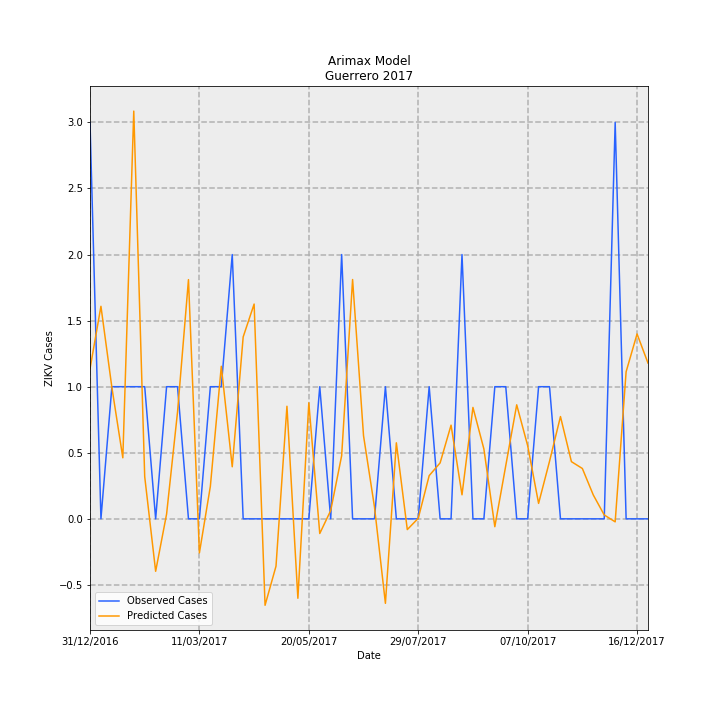 Arimax Model
Guerrero 2017
ZIKV Cases
3.0
2.5
2.0
1.5
1.0
0.5
0.0
−0.5
Observed Cases
Predicted Cases
31/12/2016 11/03/2017 20/05/2017 29/07/2017 07/10/2017 16/12/2017
Date